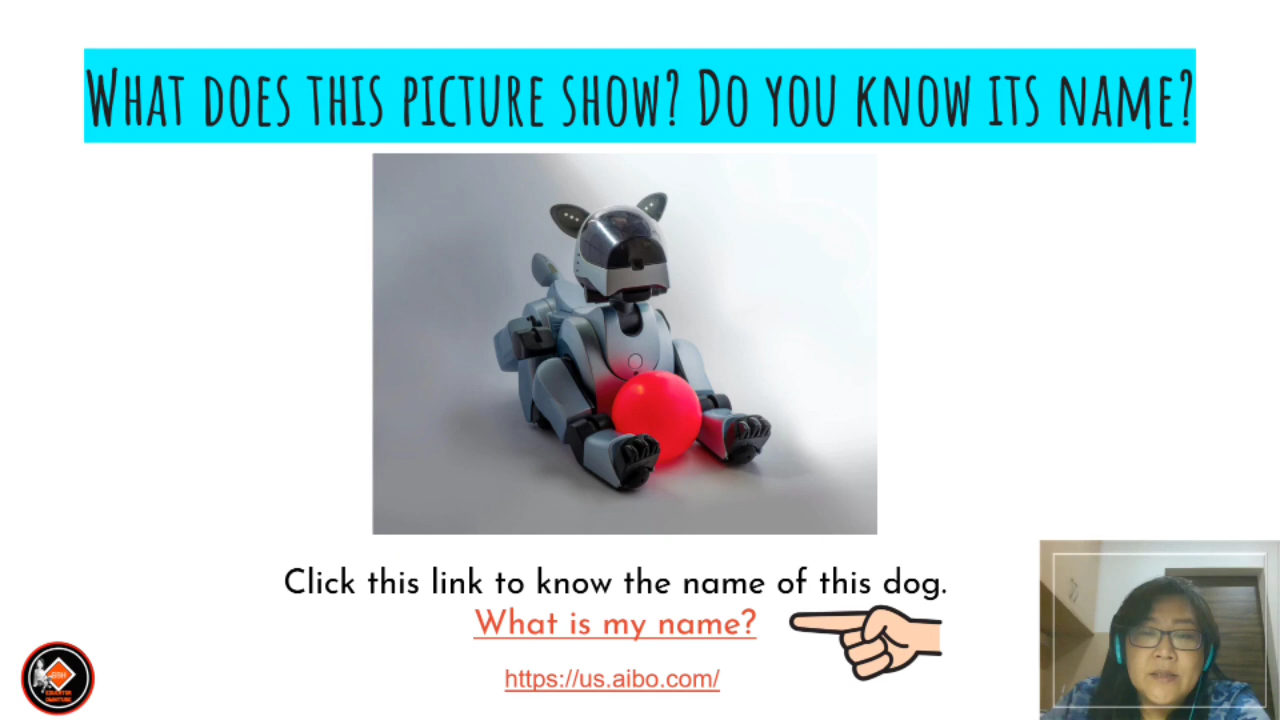 What does this picture show? Do you know its name?
Click this link to know the name of this dog.
What is my name?
https://us.aibo.com/